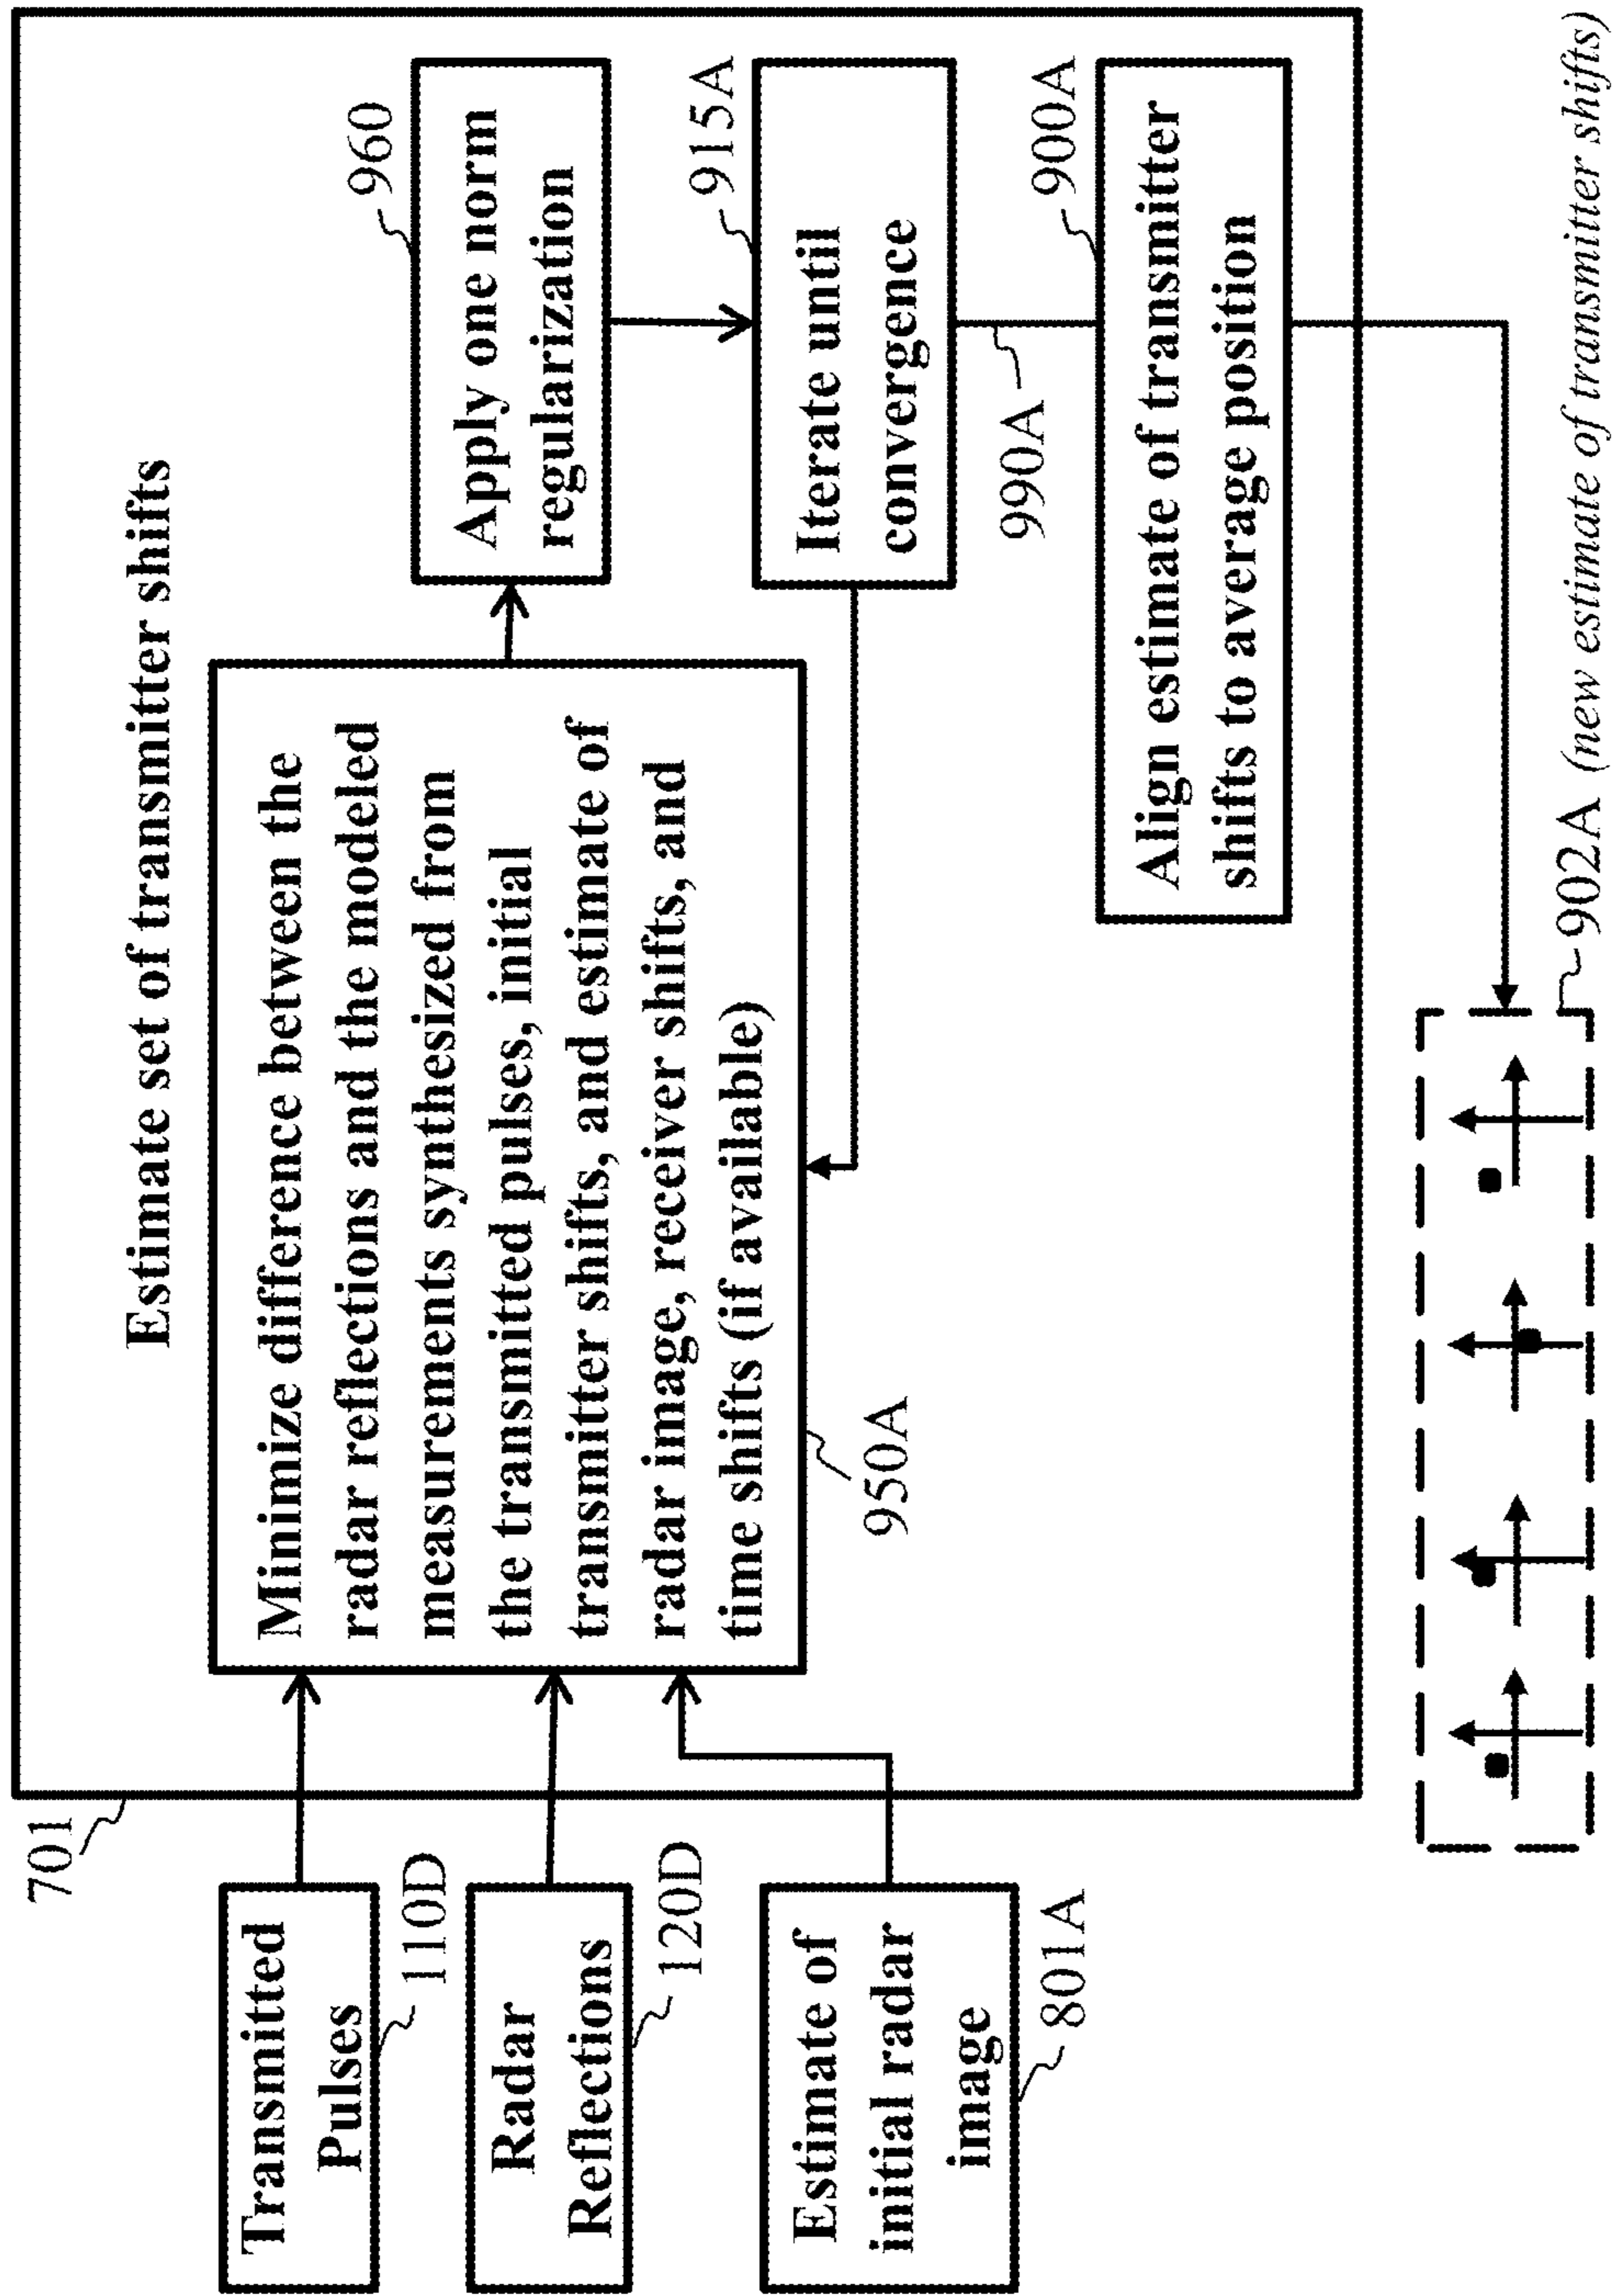 701
Estimate set of transmitter shifts
Transmitted
Pulses
110D
Radar
Reflections
120D
Estimate of
initial radar
image
801A
Minimize difference between the
radar reflections and the modeled
measurements synthesized from
the transmitted pulses, initial
transmitter shifts, and estimate of
radar image, receiver shifts, and
time shifts (if available)
950A
Apply one norm
regularization
960
Iterate until
convergence
915A
990A
Align estimate of transmitter
shifts to average position
900A
902A (new estimate of transmitter shifts)